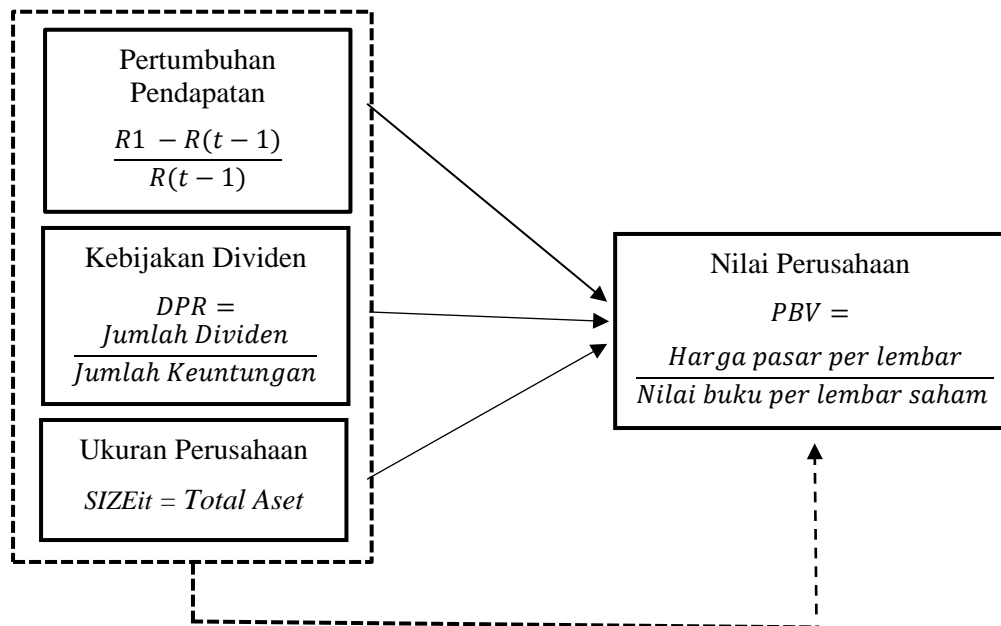 Pertumbuhan
Pendapatan
R1 − R(t − 1)
R(t − 1)
Kebijakan Dividen
DPR =
Jumlah Dividen
Jumlah Keuntungan
Ukuran Perusahaan
SIZEit = Total Aset
Nilai Perusahaan
PBV =
Harga pasar per lembar
Nilai buku per lembar saham